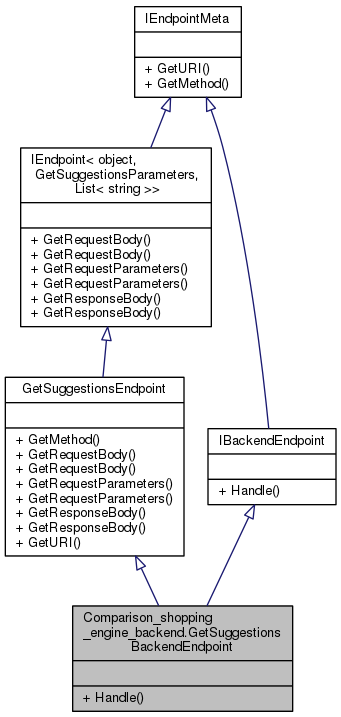 IEndpointMeta
+ GetURI()
+ GetMethod()
IEndpoint< object,
GetSuggestionsParameters,
List< string >>
+ GetRequestBody()
+ GetRequestBody()
+ GetRequestParameters()
+ GetRequestParameters()
+ GetResponseBody()
+ GetResponseBody()
GetSuggestionsEndpoint
+ GetMethod()
+ GetRequestBody()
+ GetRequestBody()
+ GetRequestParameters()
+ GetRequestParameters()
+ GetResponseBody()
+ GetResponseBody()
+ GetURI()
IBackendEndpoint
+ Handle()
Comparison_shopping
_engine_backend.GetSuggestions
BackendEndpoint
+ Handle()